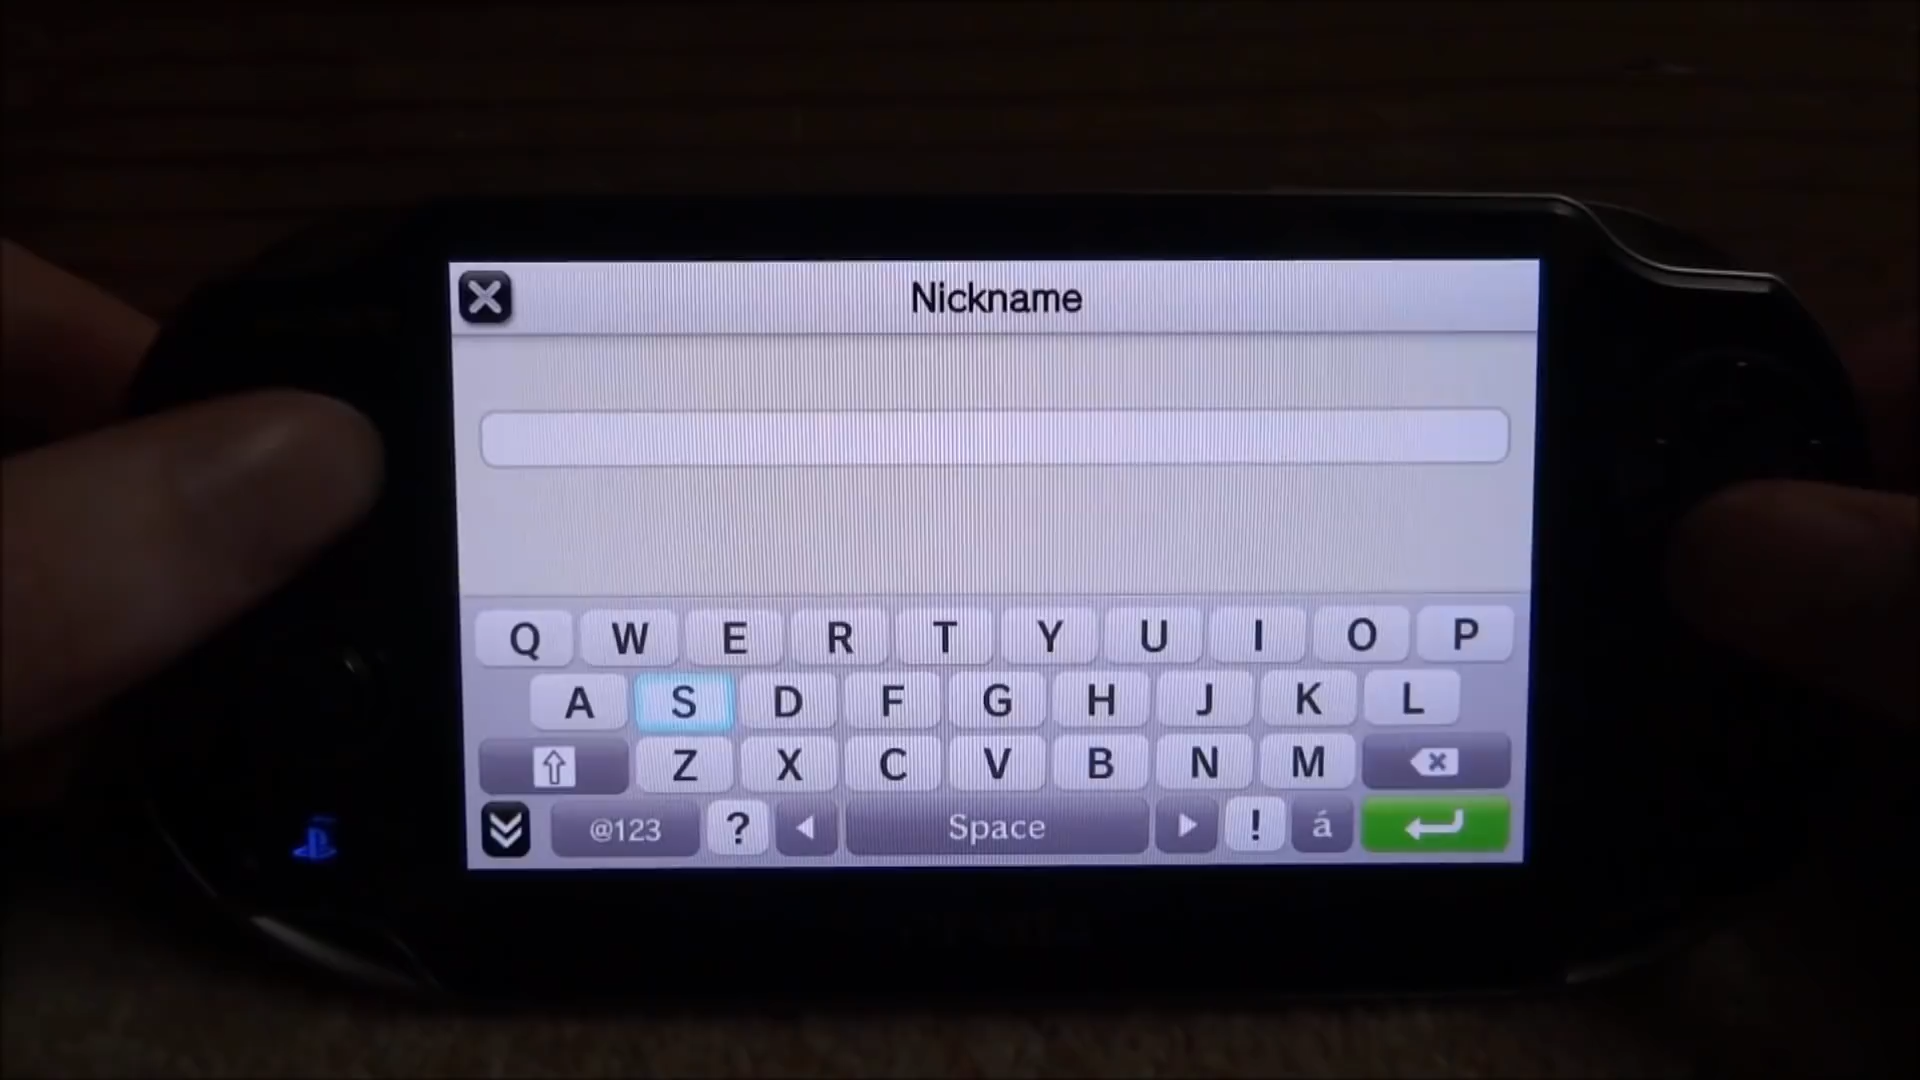 Nickname
Q W E R T Y U I O P
A S D F G H J K L
Z X C V B N M
@123 ? Space ! á